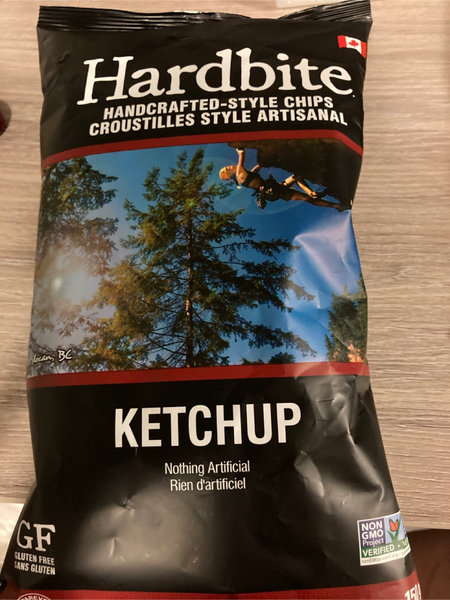 Hardbite
HANDCRAFTED-STYLE CHIPS
CROUSTILLES STYLE ARTISANAL
BC
KETCHUP
Nothing Artificial
Rien d'artificiel
GF
GLUTEN FREE
SANS GLUTEN
NON
GMO
Project
VERIFIED